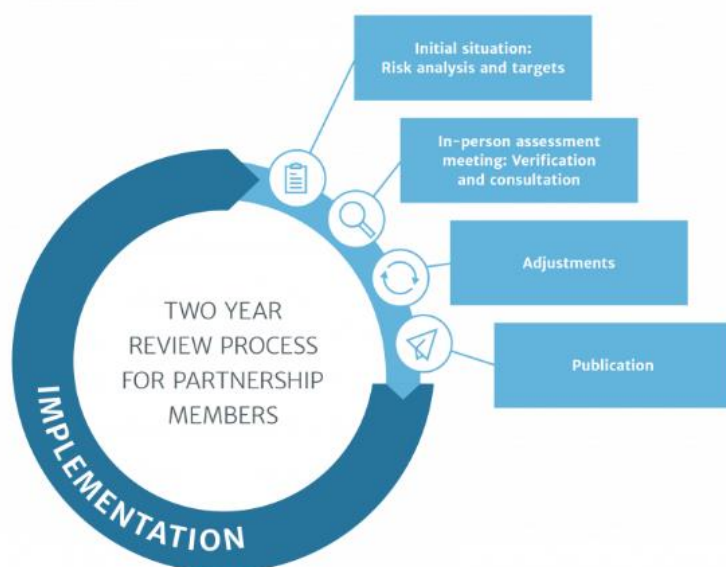 Initial situation:
Risk analysis and targets
In-person assessment
meeting: Verification
and consultation
Adjustments
Publication
TWO YEAR
REVIEW PROCESS
FOR PARTNERSHIP
MEMBERS
IMPLEMENTATION